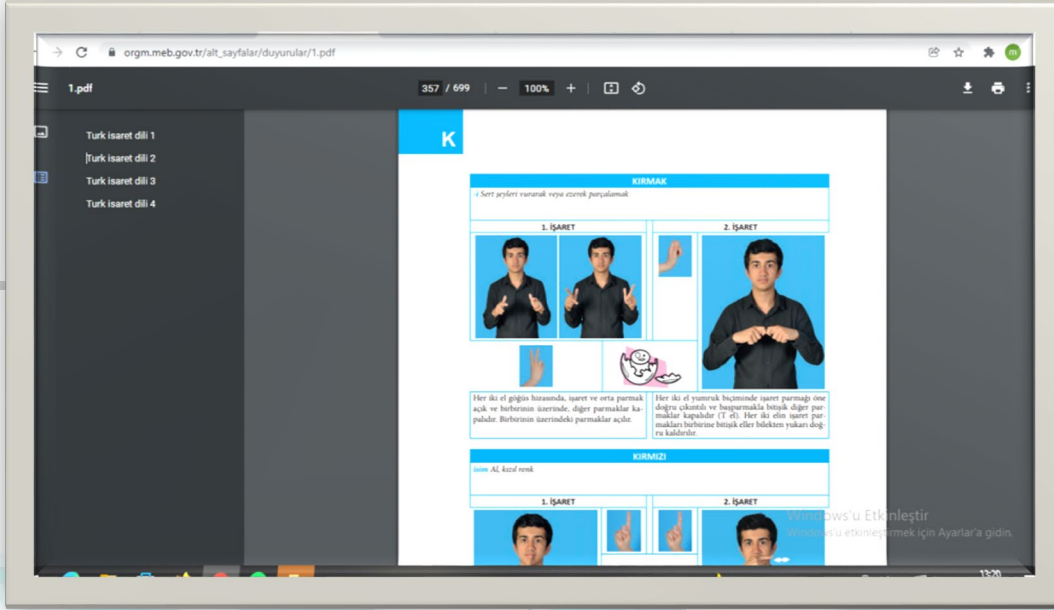 orgm.meb.gov.tr/alt_sayfalar/duyurular/1.pdf
m
1.pdf
357 / 699
100%
Turk isaret dili 1
Turk isaret dili 2
Turk isaret dili 3
Turk isaret dili 4
K
KIRMAK
Sert şeyleri vurarak veya ezerek parçalamak
1. İŞARET
2. İŞARET
Her iki el göğüs hizasında, işaret ve orta parmak
açık ve birbirinin üzerinde, diğer parmaklar ka-
palıdır. Birbirinin üzerindeki parmaklar açılır.
Her iki el yumruk biçiminde işaret parmağı öne
doğru çıkıntılı ve başparmakla bitişik diğer par-
maklar kapalıdır (T el). Her iki elin işaret par-
makları birbirine bitişik eller bilekten yukarı doğ-
ru kaldırılır.
KIRMIZI
isim Al, kızıl renk
1. İŞARET
2. İŞARET
Windows'u Etkinleştir
Windows'u etkinleştirmek için Ayarlar'a gidin.
13:20